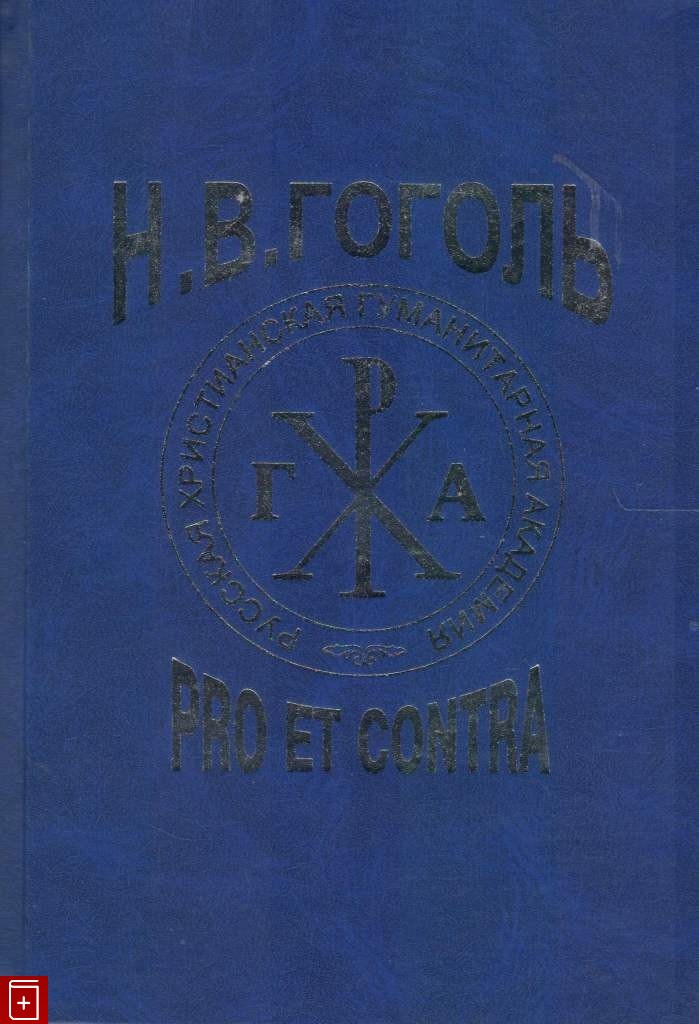 Н.В.ГОГОЛЬ
РУССКАЯ ХРИСТИАНСКАЯ ГУМАНИТАРНАЯ АКАДЕМИЯ
Р
Г Х А
PRO ET CONTRA